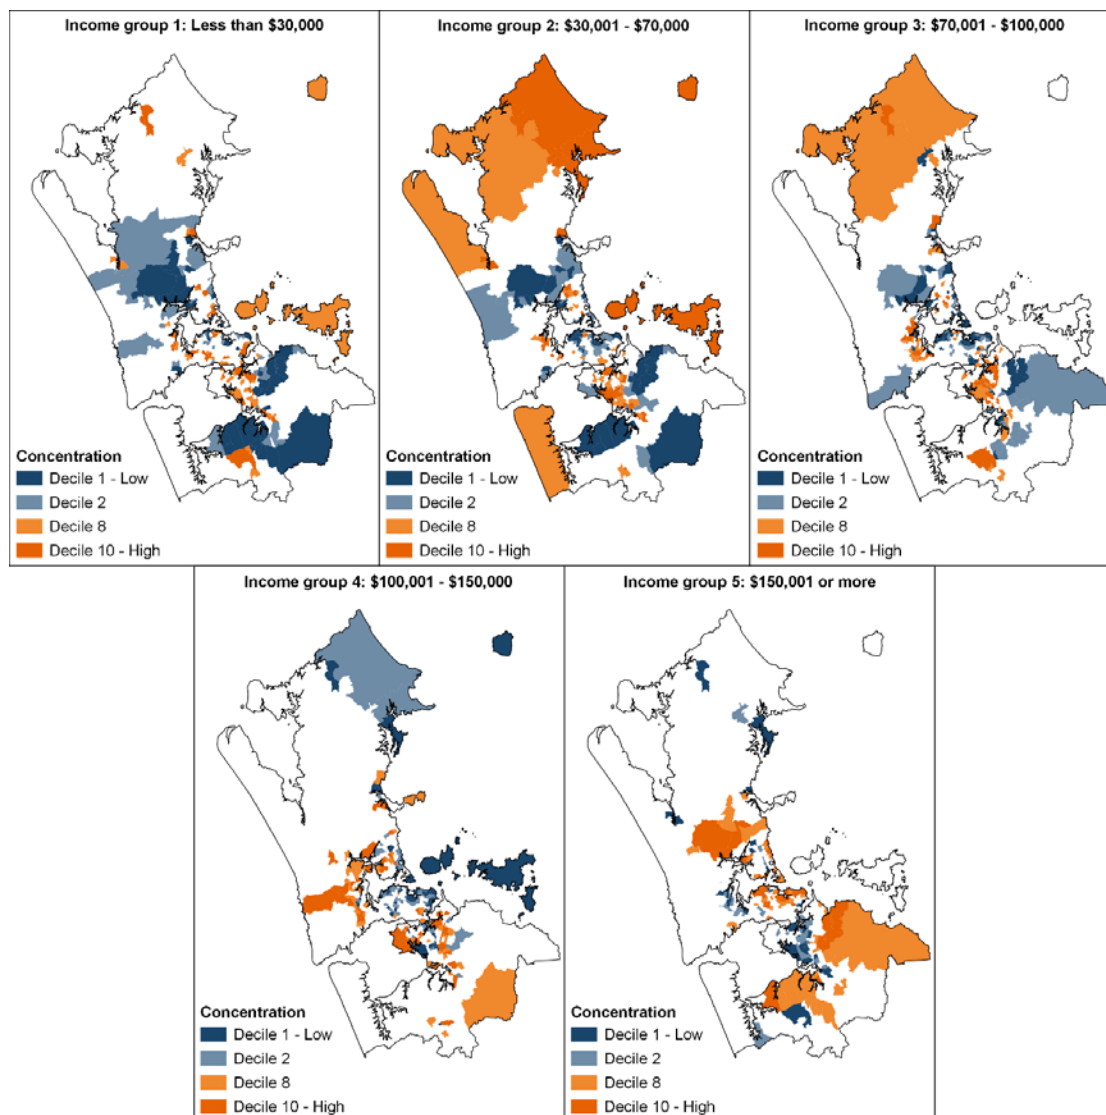 Income group 1: Less than $30,000
Concentration
Decile 1 - Low
Decile 2
Decile 8
Decile 10 - High
Income group 2: $30,001 - $70,000
Concentration
Decile 1 - Low
Decile 2
Decile 8
Decile 10 - High
Income group 3: $70,001 - $100,000
Concentration
Decile 1 - Low
Decile 2
Decile 8
Decile 10 - High
Income group 4: $100,001 - $150,000
Concentration
Decile 1 - Low
Decile 2
Decile 8
Decile 10 - High
Income group 5: $150,001 or more
Concentration
Decile 1 - Low
Decile 2
Decile 8
Decile 10 - High